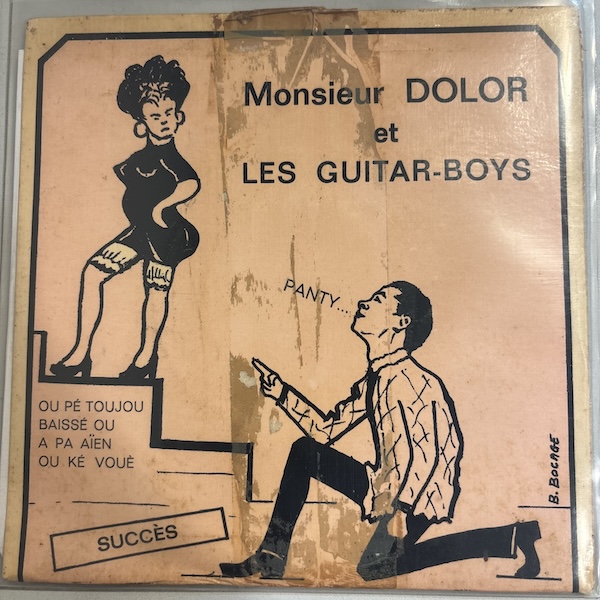 Monsieur DOLOR
et
LES GUITAR-BOYS
PANTY....
OU PÉ TOUJOU
BAISSÉ OU
A PA AÏEN
OU KÉ VOUÈ
SUCCÈS
B. BOCAGE